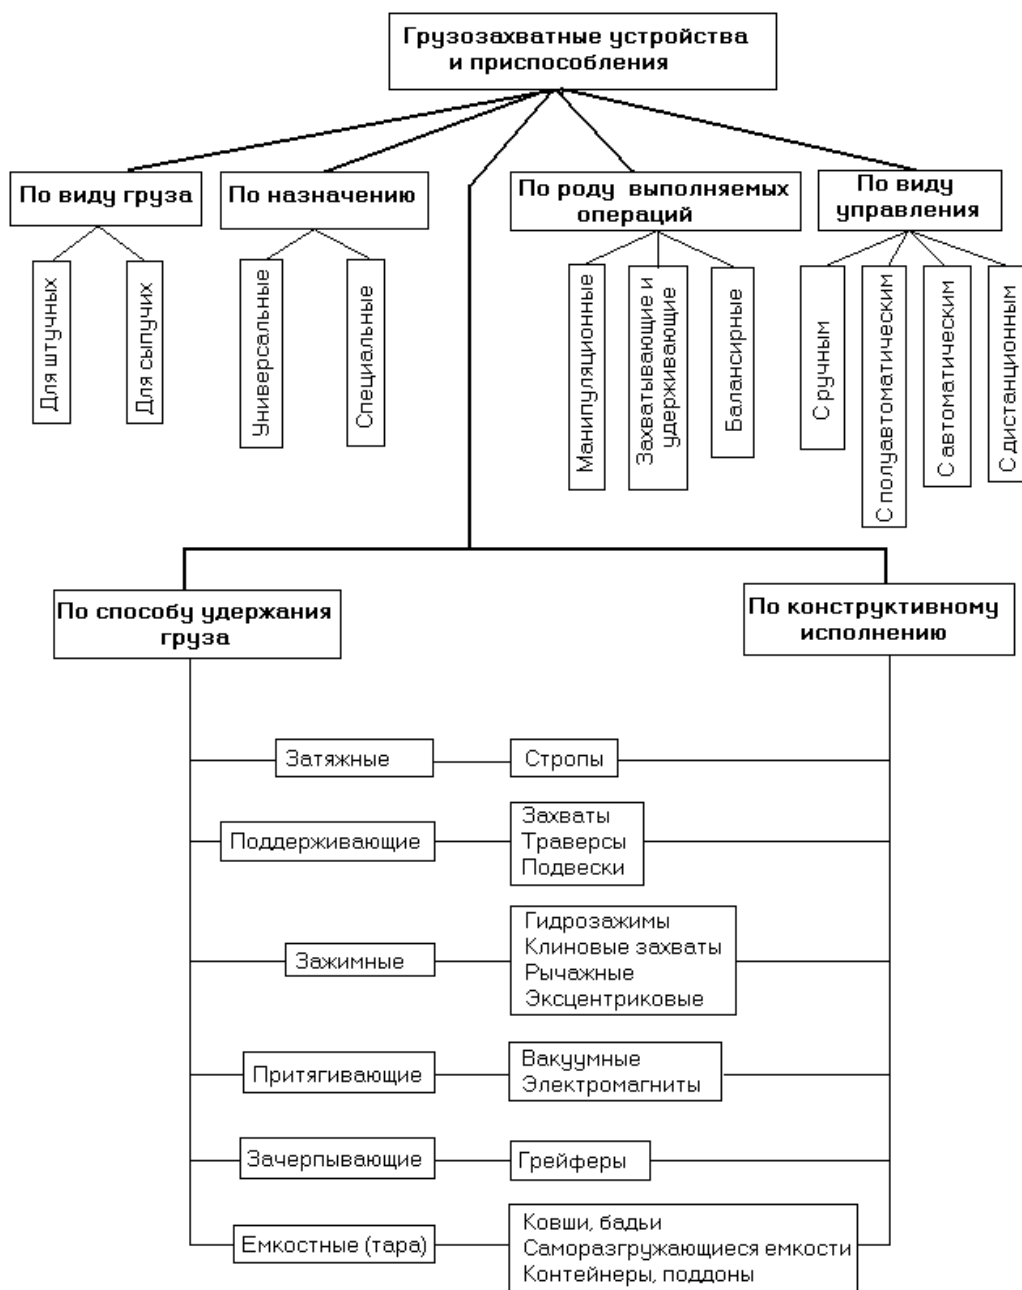 Грузозахватные устройства
и приспособления
По виду груза
По назначению
По роду выполняемых
операций
По виду
управления
Для штучных
Для сыпучих
Универсальные
Специальные
Манипуляционные
Захватывающие и
удерживающие
Балансирные
С ручным
С полуавтоматическим
С автоматическим
С дистанционным
По способу удержания
груза
По конструктивному
исполнению
Затяжные
Стропы
Поддерживающие
Захваты
Траверсы
Подвески
Зажимные
Гидрозажимы
Клиновые захваты
Рычажные
Эксцентриковые
Притягивающие
Вакуумные
Электромагниты
Зачерпывающие
Грейферы
Емкостные (тара)
Ковши, бадьи
Саморазгружающиеся емкости
Контейнеры, поддоны